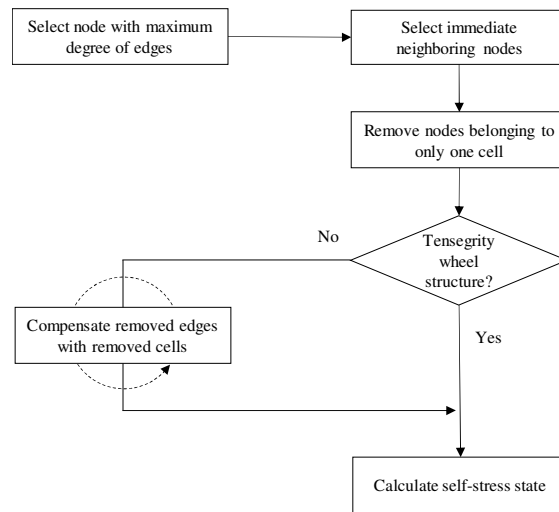 Select node with maximum
degree of edges
Select immediate
neighboring nodes
Remove nodes belonging to
only one cell
Tensegrity
wheel
structure?
No
Compensate removed edges
with removed cells
Yes
Calculate self-stress state